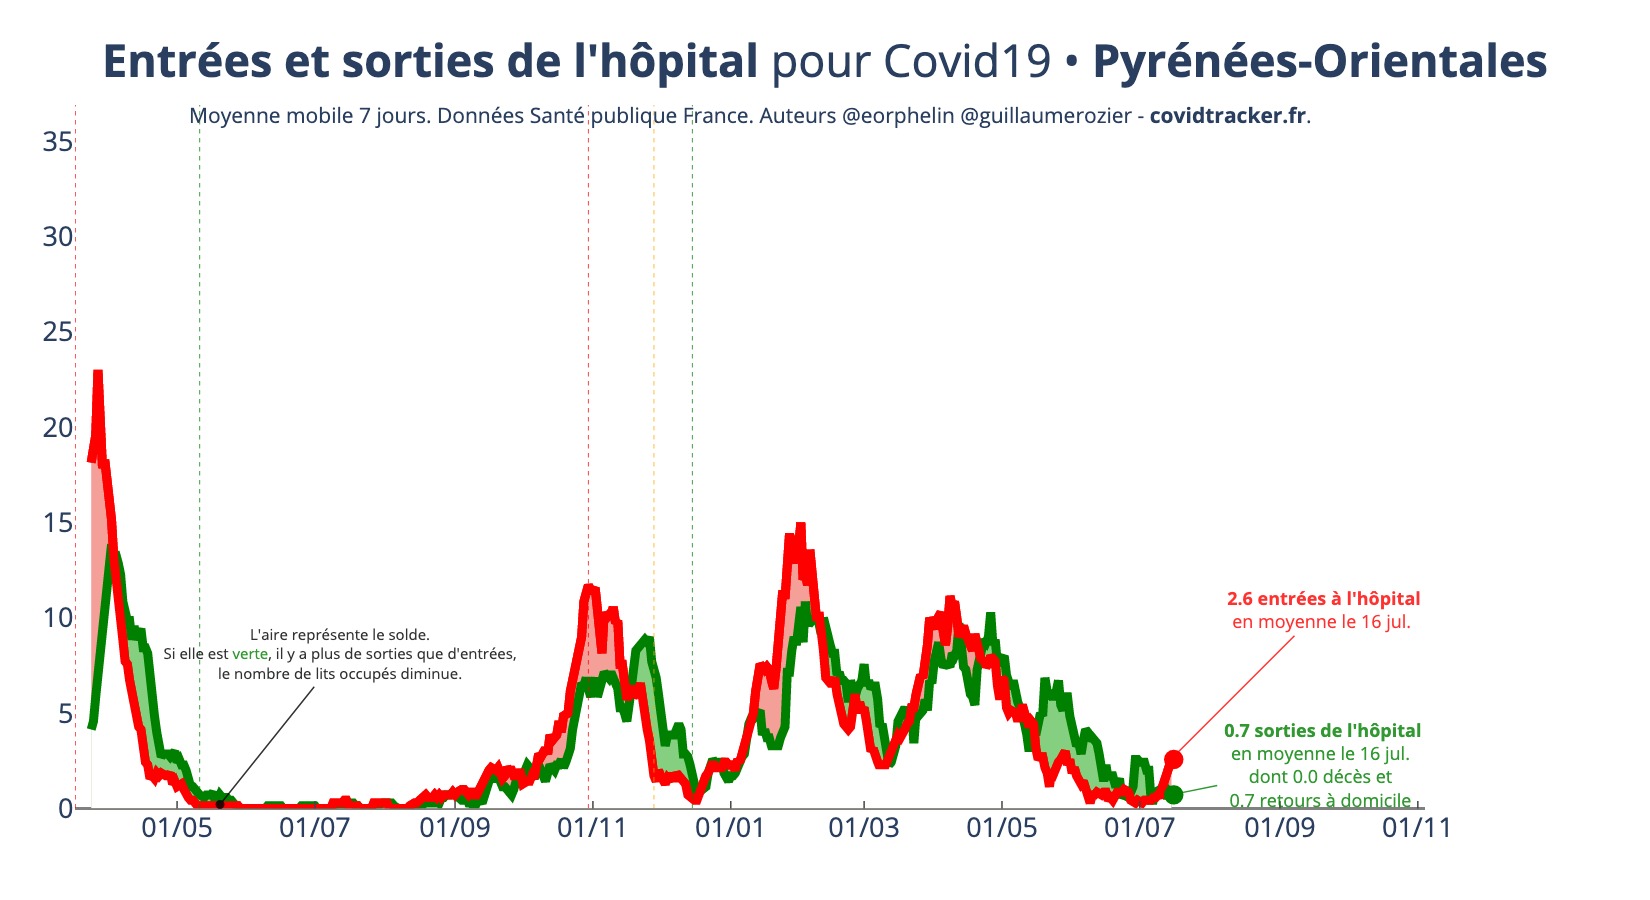 Entrées et sorties de l'hôpital pour Covid19 • Pyrénées-Orientales
Moyenne mobile 7 jours. Données Santé publique France. Auteurs @eorphelin @guillaumerozier - covidtracker.fr.
35
30
25
20
15
10
5
0
L'aire représente le solde.
Si elle est verte, il y a plus de sorties que d'entrées,
le nombre de lits occupés diminue.
2.6 entrées à l'hôpital
en moyenne le 16 jul.
0.7 sorties de l'hôpital
en moyenne le 16 jul.
dont 0.0 décès et
0.7 retours à domicile
01/05 01/07 01/09 01/11 01/01 01/03 01/05 01/07 01/09 01/11